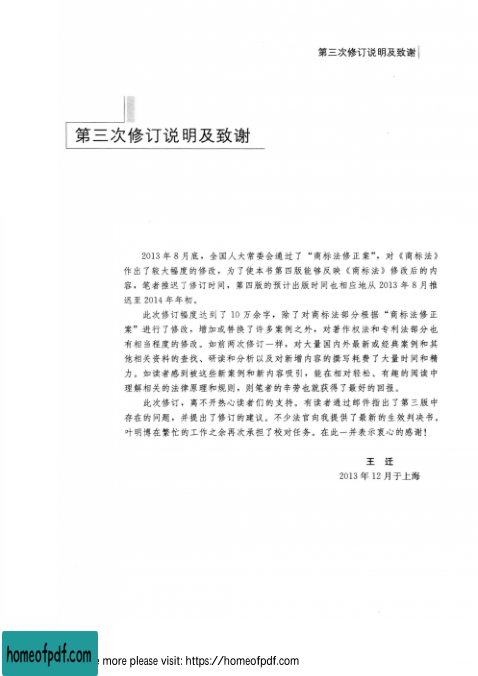 第三次修订说明及致谢
第三次修订说明及致谢
2013 年 8 月底,全国人大常委会通过了“商标法修正案”,对《商标法》
作出了较大幅度的修改,为了使本书第四版能够反映《商标法》修改后的内
容,笔者推迟了修订时间,第四版的预计出版时间也相应地从 2013 年 8 月推
迟至 2014 年年初。
此次修订幅度达到了 10 万余字,除了对商标法部分根据“商标法修正
案”进行了修改,增加或替换了许多案例之外,对著作权法和专利法部分也
有相当程度的修改。如前两次修订一样,对大量国内外最新或经典案例和其
他相关资料的查找、研读和分析以及对新增内容的撰写耗费了大量时间和精
力。如读者感到被这些新案例和新内容吸引,能在相对轻松、有趣的阅读中
理解相关的法律原理和规则,则笔者的辛劳也就获得了最好的回报。
此次修订,离不开热心读者们的支持。有读者通过邮件指出了第三版中
存在的问题,并提出了修订的建议。不少法官向我提供了最新的生效判决书。
叶明博在繁忙的工作之余再次承担了校对任务。在此一并表示衷心的感谢!
王 迁
2013 年 12 月于上海
homeofpdf.com
more please visit: https://homeofpdf.com